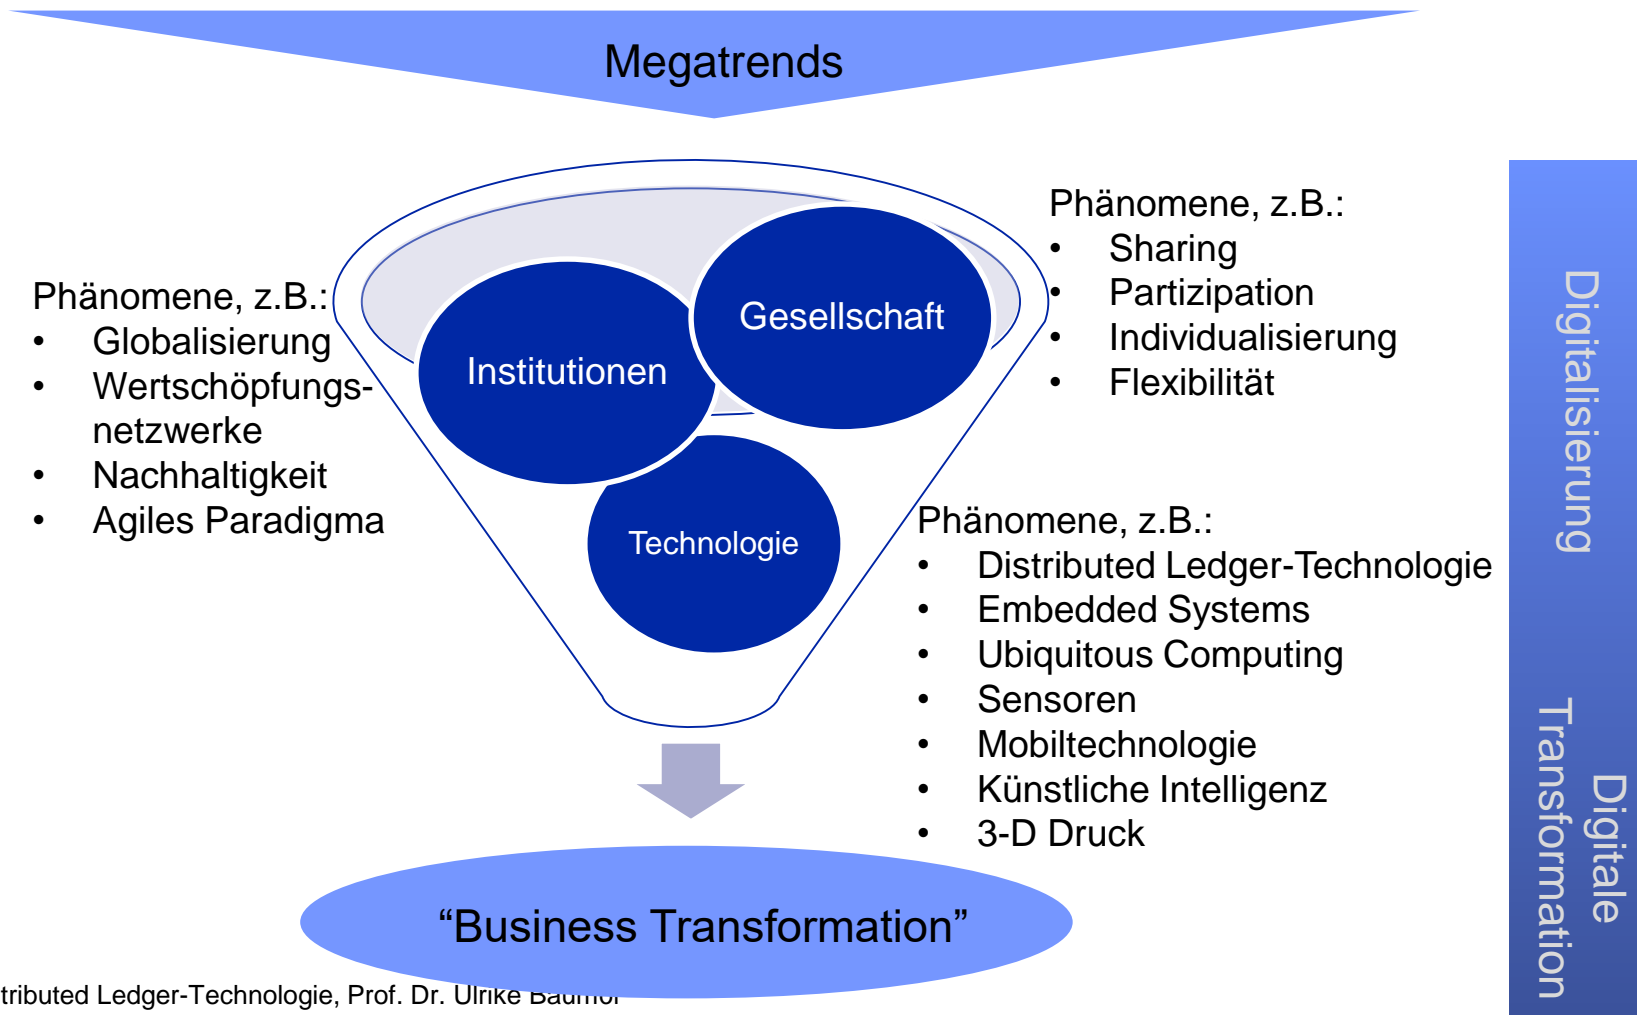 Megatrends
Phänomene, z.B.:
• Globalisierung
• Wertschöpfungs-
netzwerke
• Nachhaltigkeit
• Agiles Paradigma
Institutionen
Gesellschaft
Technologie
Phänomene, z.B.:
• Sharing
• Partizipation
• Individualisierung
• Flexibilität
Phänomene, z.B.:
• Distributed Ledger-Technologie
• Embedded Systems
• Ubiquitous Computing
• Sensoren
• Mobiltechnologie
• Künstliche Intelligenz
• 3-D Druck
“Business Transformation”
Digitalisierung
Digitale
Transformation
tributed Ledger-Technologie, Prof. Dr. Ulrike